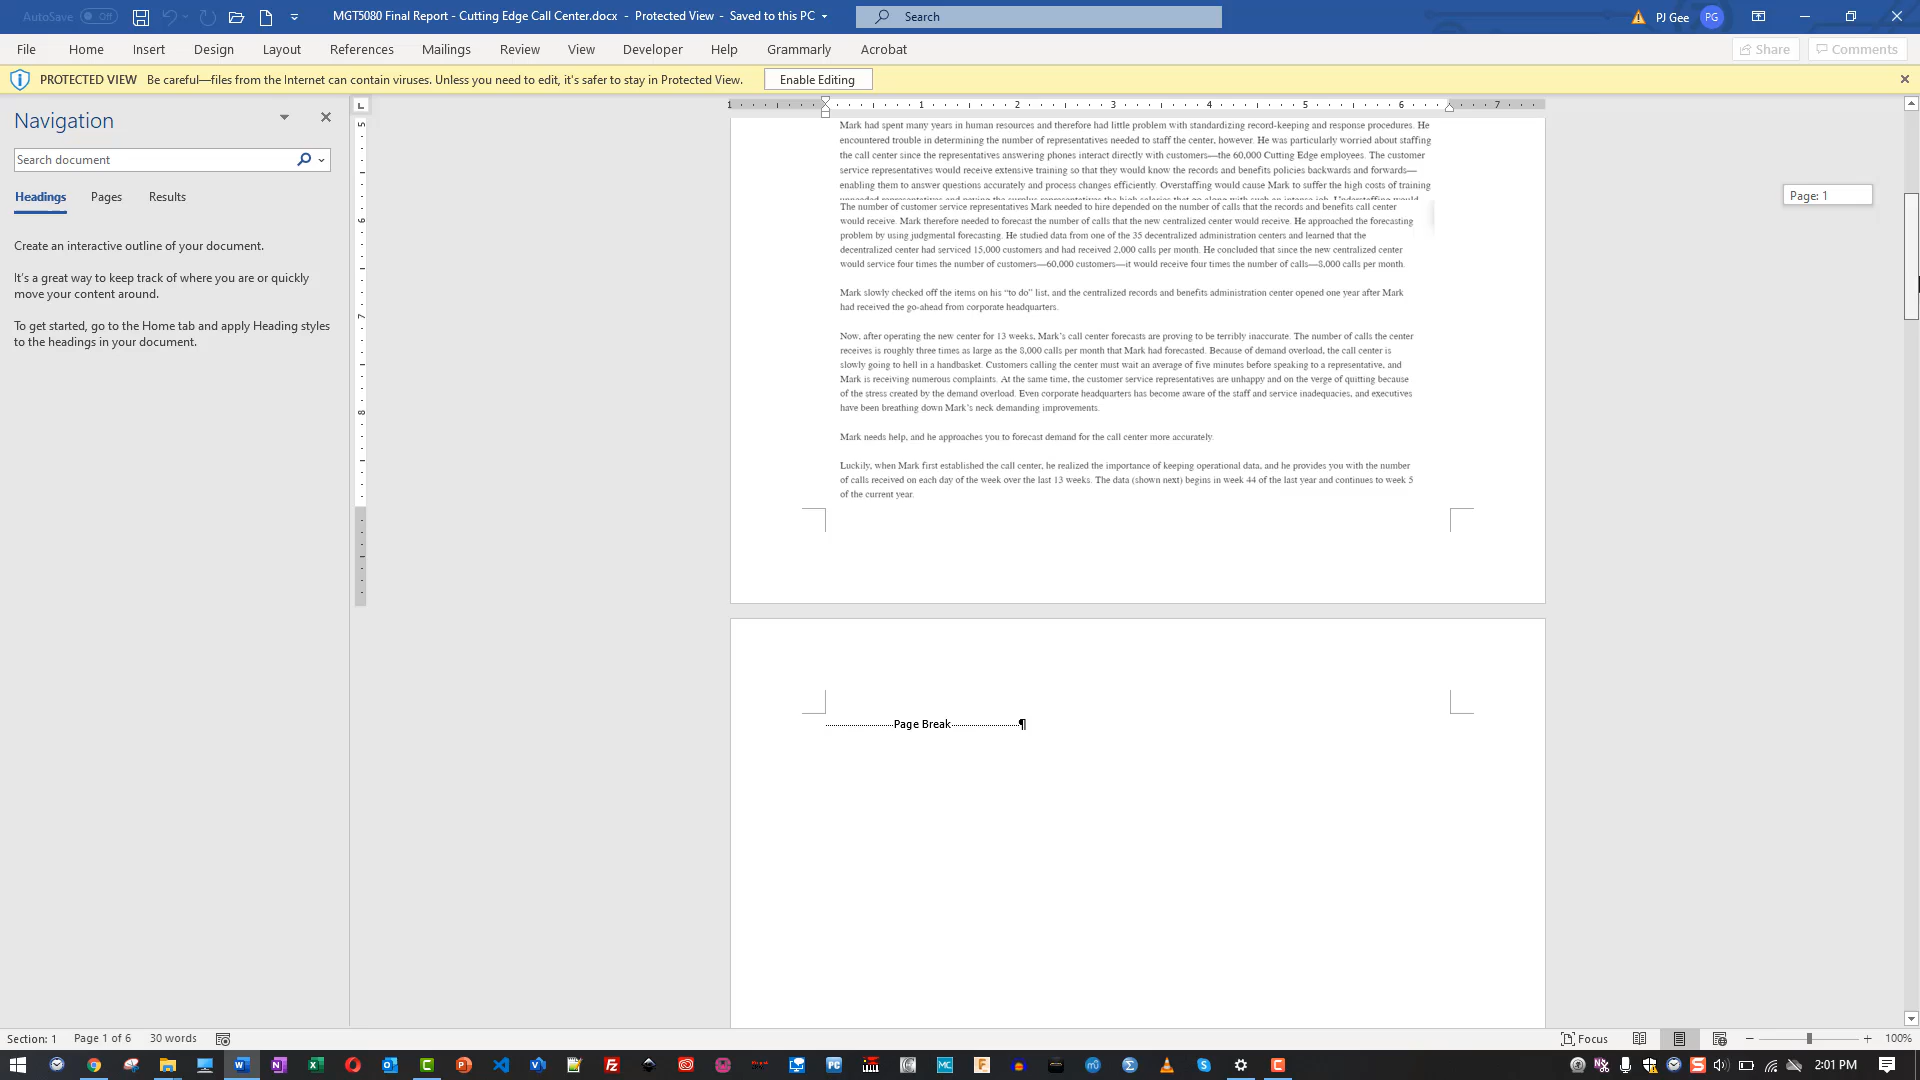 AutoSave Off
MGT5080 Final Report - Cutting Edge Call Center.docx - Protected View - Saved to this PC
Search
PJ Gee PG
File Home Insert Design Layout References Mailings Review View Developer Help Grammarly Acrobat
Share Comments
PROTECTED VIEW Be careful—files from the Internet can contain viruses. Unless you need to edit, it's safer to stay in Protected View.
Enable Editing
Navigation
Search document
Headings Pages Results
Create an interactive outline of your document.
It's a great way to keep track of where you are or quickly
move your content around.
To get started, go to the Home tab and apply Heading styles
to the headings in your document.
1 1 2 3 4 5 6 7
5
6
7
8
Mark had spent many years in human resources and therefore had little problem with standardizing record-keeping and response procedures. He
encountered trouble in determining the number of representatives needed to staff the center, however. He was particularly worried about staffing
the call center since the representatives answering phones interact directly with customers—the 60,000 Cutting Edge employees. The customer
service representatives would receive extensive training so that they would know the records and benefits policies backwards and forwards—
enabling them to answer questions accurately and process changes efficiently. Overstaffing would cause Mark to suffer the high costs of training
The number of customer service representatives Mark needed to hire depended on the number of calls that the records and benefits call center
would receive. Mark therefore needed to forecast the number of calls that the new centralized center would receive. He approached the forecasting
problem by using judgmental forecasting. He studied data from one of the 35 decentralized administration centers and learned that the
decentralized center had serviced 15,000 customers and had received 2,000 calls per month. He concluded that since the new centralized center
would service four times the number of customers—60,000 customers—it would receive four times the number of calls—8,000 calls per month.
Mark slowly checked off the items on his “to do” list, and the centralized records and benefits administration center opened one year after Mark
had received the go-ahead from corporate headquarters.
Now, after operating the new center for 13 weeks, Mark’s call center forecasts are proving to be terribly inaccurate. The number of calls the center
receives is roughly three times as large as the 8,000 calls per month that Mark had forecasted. Because of demand overload, the call center is
slowly going to hell in a handbasket. Customers calling the center must wait an average of five minutes before speaking to a representative, and
Mark is receiving numerous complaints. At the same time, the customer service representatives are unhappy and on the verge of quitting because
of the stress created by the demand overload. Even corporate headquarters has become aware of the staff and service inadequacies, and executives
have been breathing down Mark’s neck demanding improvements.
Mark needs help, and he approaches you to forecast demand for the call center more accurately.
Luckily, when Mark first established the call center, he realized the importance of keeping operational data, and he provides you with the number
of calls received on each day of the week over the last 13 weeks. The data (shown next) begins in week 44 of the last year and continues to week 5
of the current year.
Page: 1
Page Break ¶
Section: 1 Page 1 of 6 30 words
Focus
100%
2:01 PM